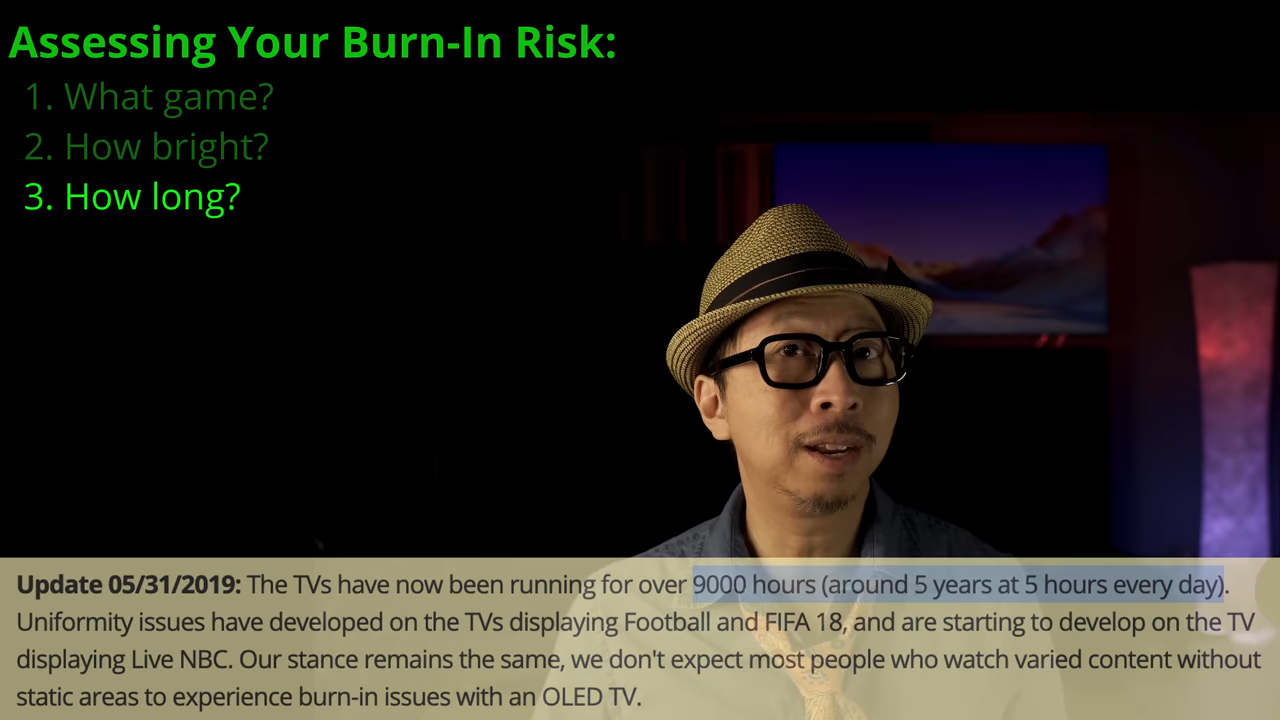 Assessing Your Burn-In Risk:
1. What game?
2. How bright?
3. How long?
Update 05/31/2019: The TVs have now been running for over 9000 hours (around 5 years at 5 hours every day).
Uniformity issues have developed on the TVs displaying Football and FIFA 18, and are starting to develop on the TV
displaying Live NBC. Our stance remains the same, we don't expect most people who watch varied content without
static areas to experience burn-in issues with an OLED TV.